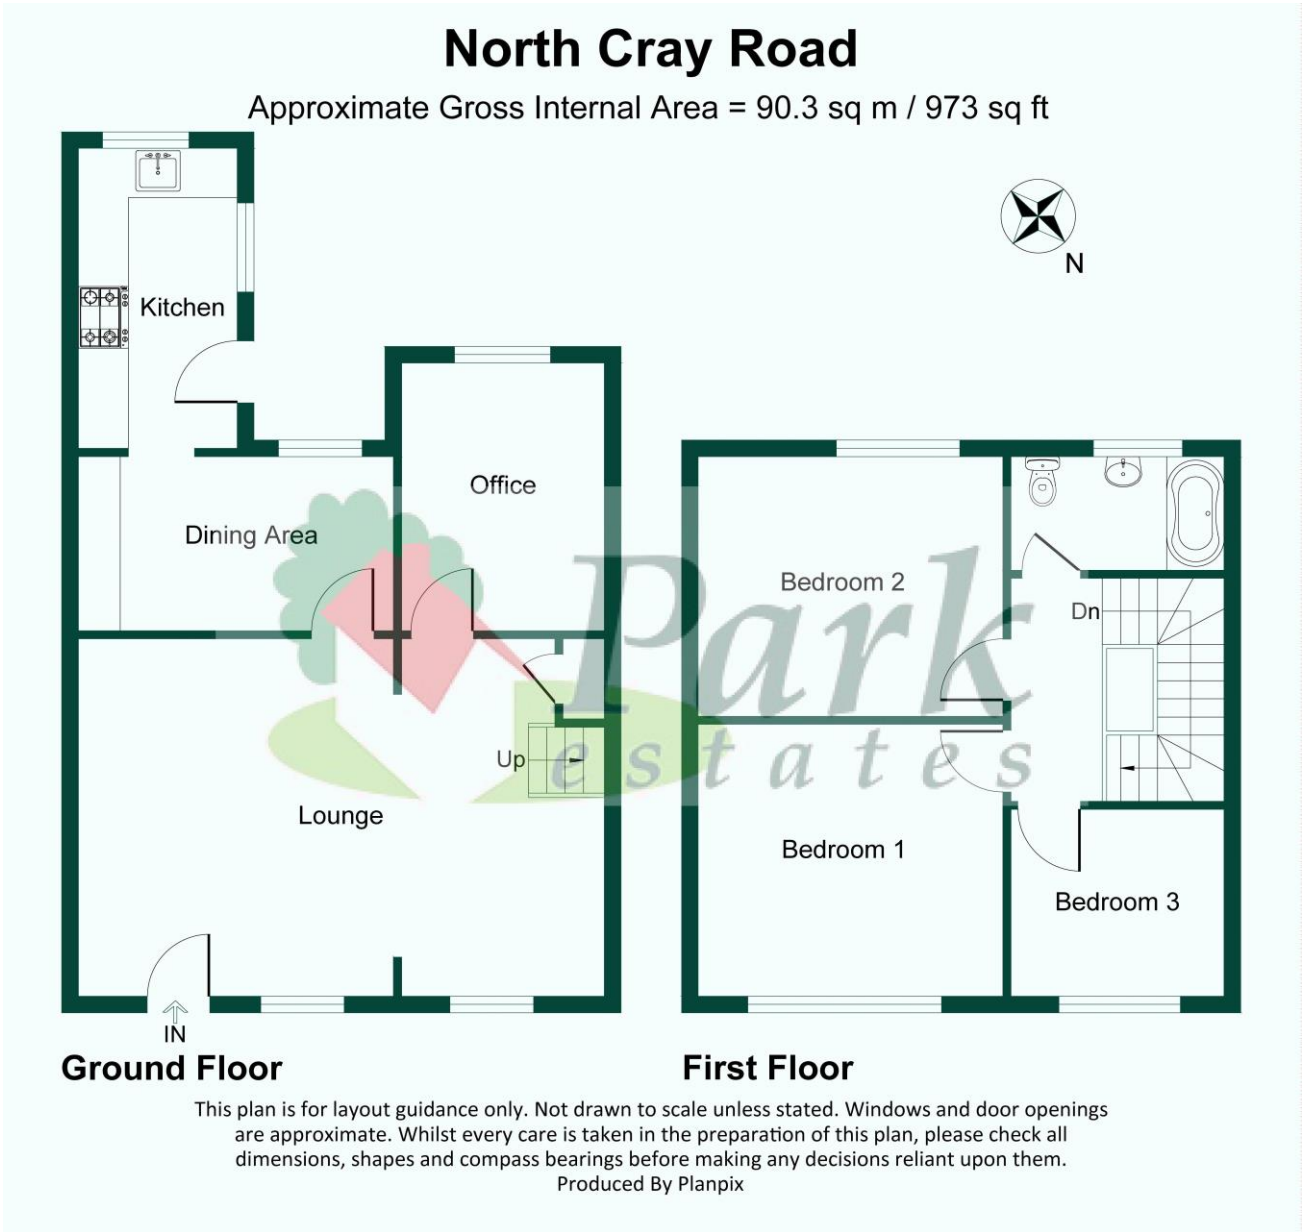 North Cray Road
Approximate Gross Internal Area = 90.3 sq m / 973 sq ft
N
Kitchen
Office
Dining Area
Bedroom 2
Dn
Park
estates
Up
Lounge
Bedroom 1
Bedroom 3
IN
Ground Floor
First Floor
This plan is for layout guidance only. Not drawn to scale unless stated. Windows and door openings
are approximate. Whilst every care is taken in the preparation of this plan, please check all
dimensions, shapes and compass bearings before making any decisions reliant upon them.
Produced By Planpix